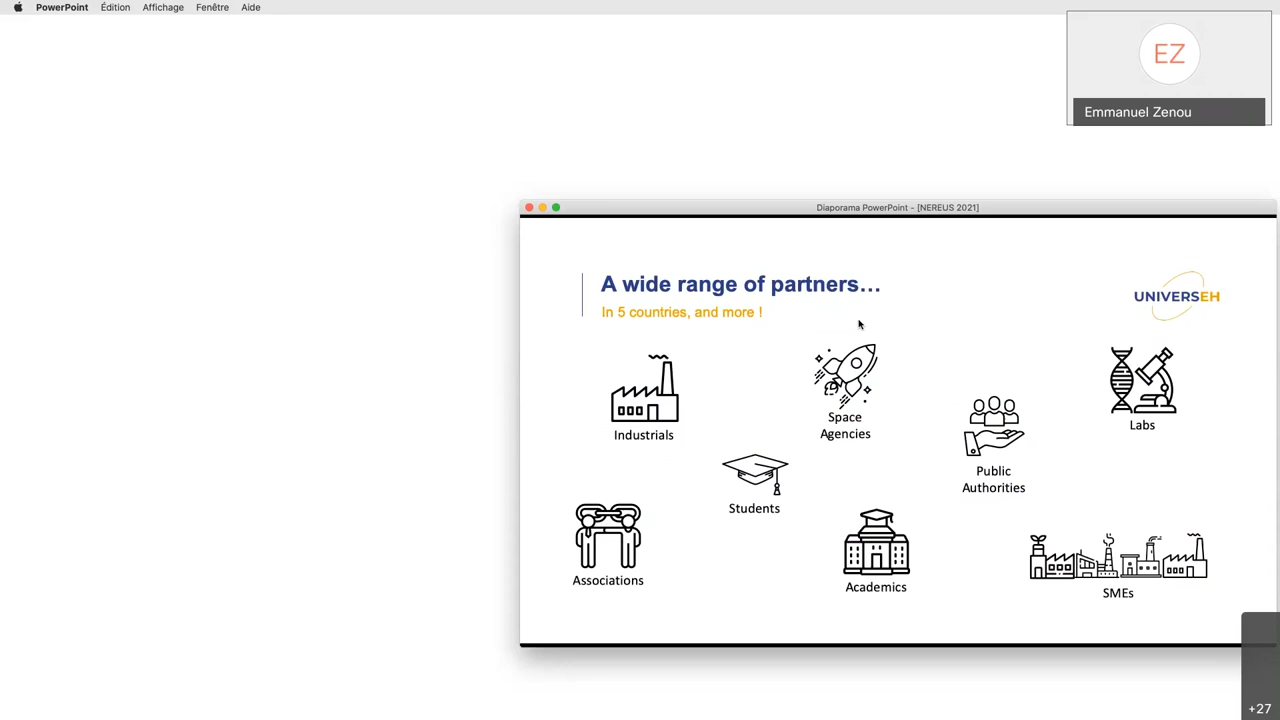 PowerPoint Édition Affichage Fenêtre Aide
EZ
Emmanuel Zenou
Diaporama PowerPoint - [NEREUS 2021]
A wide range of partners...
In 5 countries, and more !
UNIVERSEH
Industrials
Space
Agencies
Labs
Public
Authorities
Students
Associations
Academics
SMEs
+27